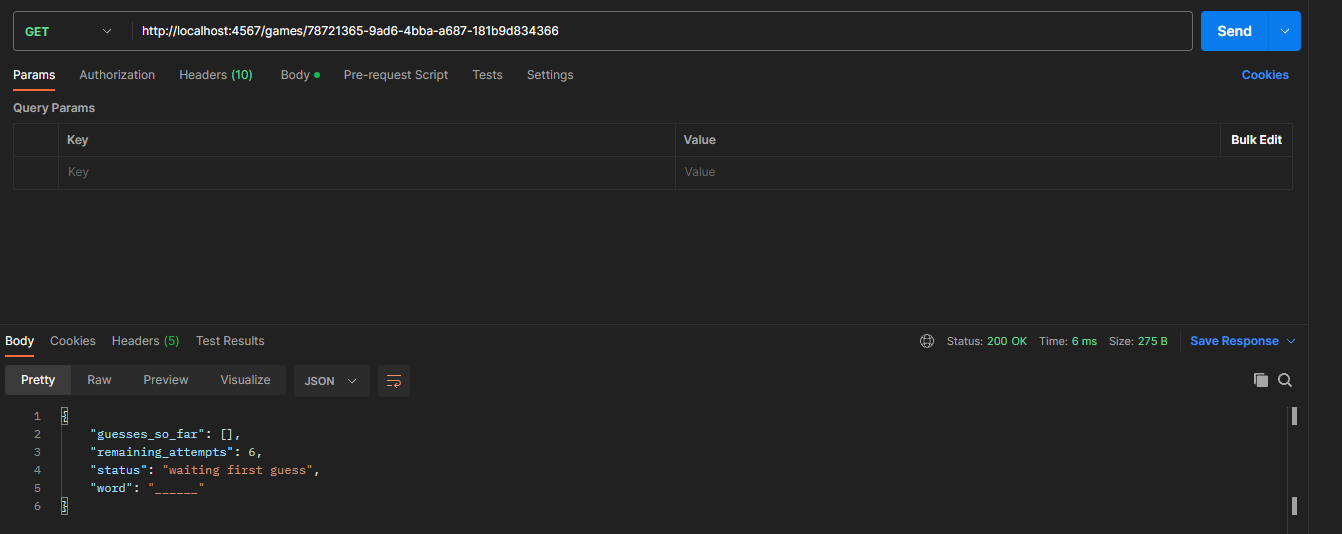 GET http://localhost:4567/games/78721365-9ad6-4bba-a687-181b9d834366 Send
Params Authorization Headers (10) Body Pre-request Script Tests Settings Cookies
Query Params
Key Value Bulk Edit
Key Value
Body Cookies Headers (5) Test Results Status: 200 OK Time: 6 ms Size: 275 B Save Response
Pretty Raw Preview Visualize JSON
1 {
2 "guesses_so_far": [],
3 "remaining_attempts": 6,
4 "status": "waiting first guess",
5 "word": "______"
6 }